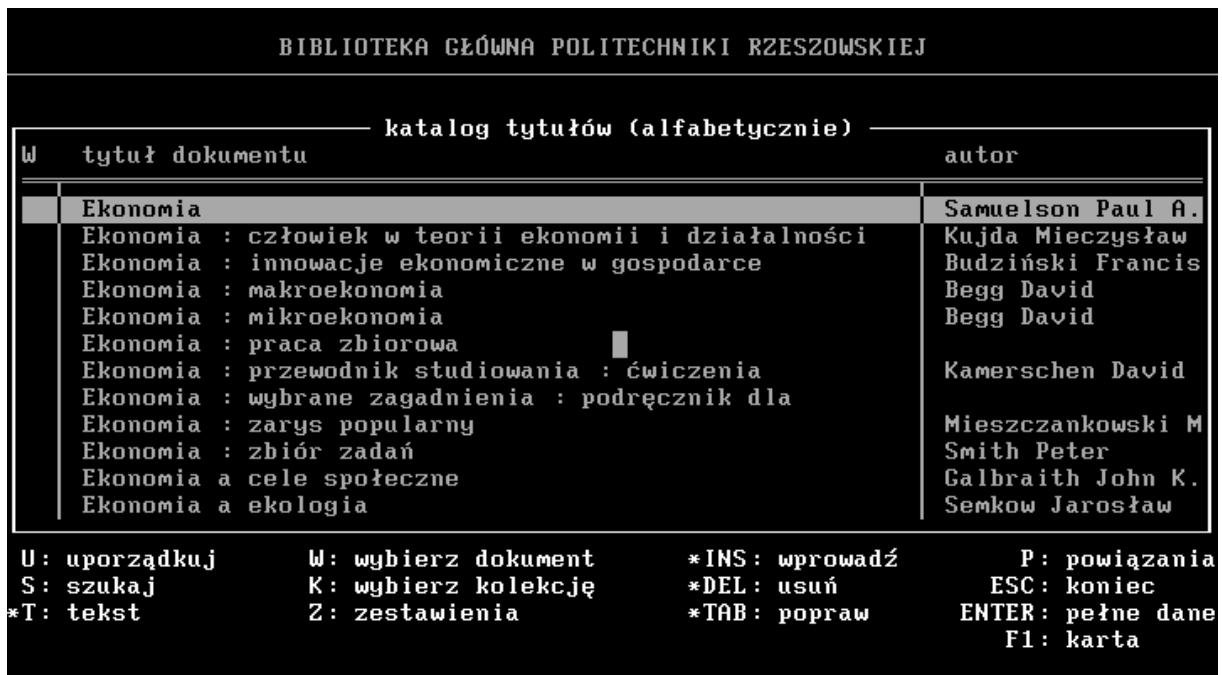 BIBLIOTEKA GŁÓWNA POLITECHNIKI RZESZOWSKIEJ
katalog tytułów (alfabetycznie)
W tytuł dokumentu autor
Ekonomia Samuelson Paul A.
Ekonomia : człowiek w teorii ekonomii i działalności Kujda Mieczysław
Ekonomia : innowacje ekonomiczne w gospodarce Budziński Francis
Ekonomia : makroekonomia Begg David
Ekonomia : mikroekonomia Begg David
Ekonomia : praca zbiorowa
Ekonomia : przewodnik studiowania : ćwiczenia Kamerschen David
Ekonomia : wybrane zagadnienia : podręcznik dla
Ekonomia : zarys popularny Mieszczankowski M
Ekonomia : zbiór zadań Smith Peter
Ekonomia a cele społeczne Galbraith John K.
Ekonomia a ekologia Semkow Jarosław
U: uporządkuj W: wybierz dokument *INS: wprowadź P: powiązania
S: szukaj K: wybierz kolekcję *DEL: usuń ESC: koniec
*T: tekst Z: zestawienia *TAB: popraw ENTER: pełne dane
F1: karta